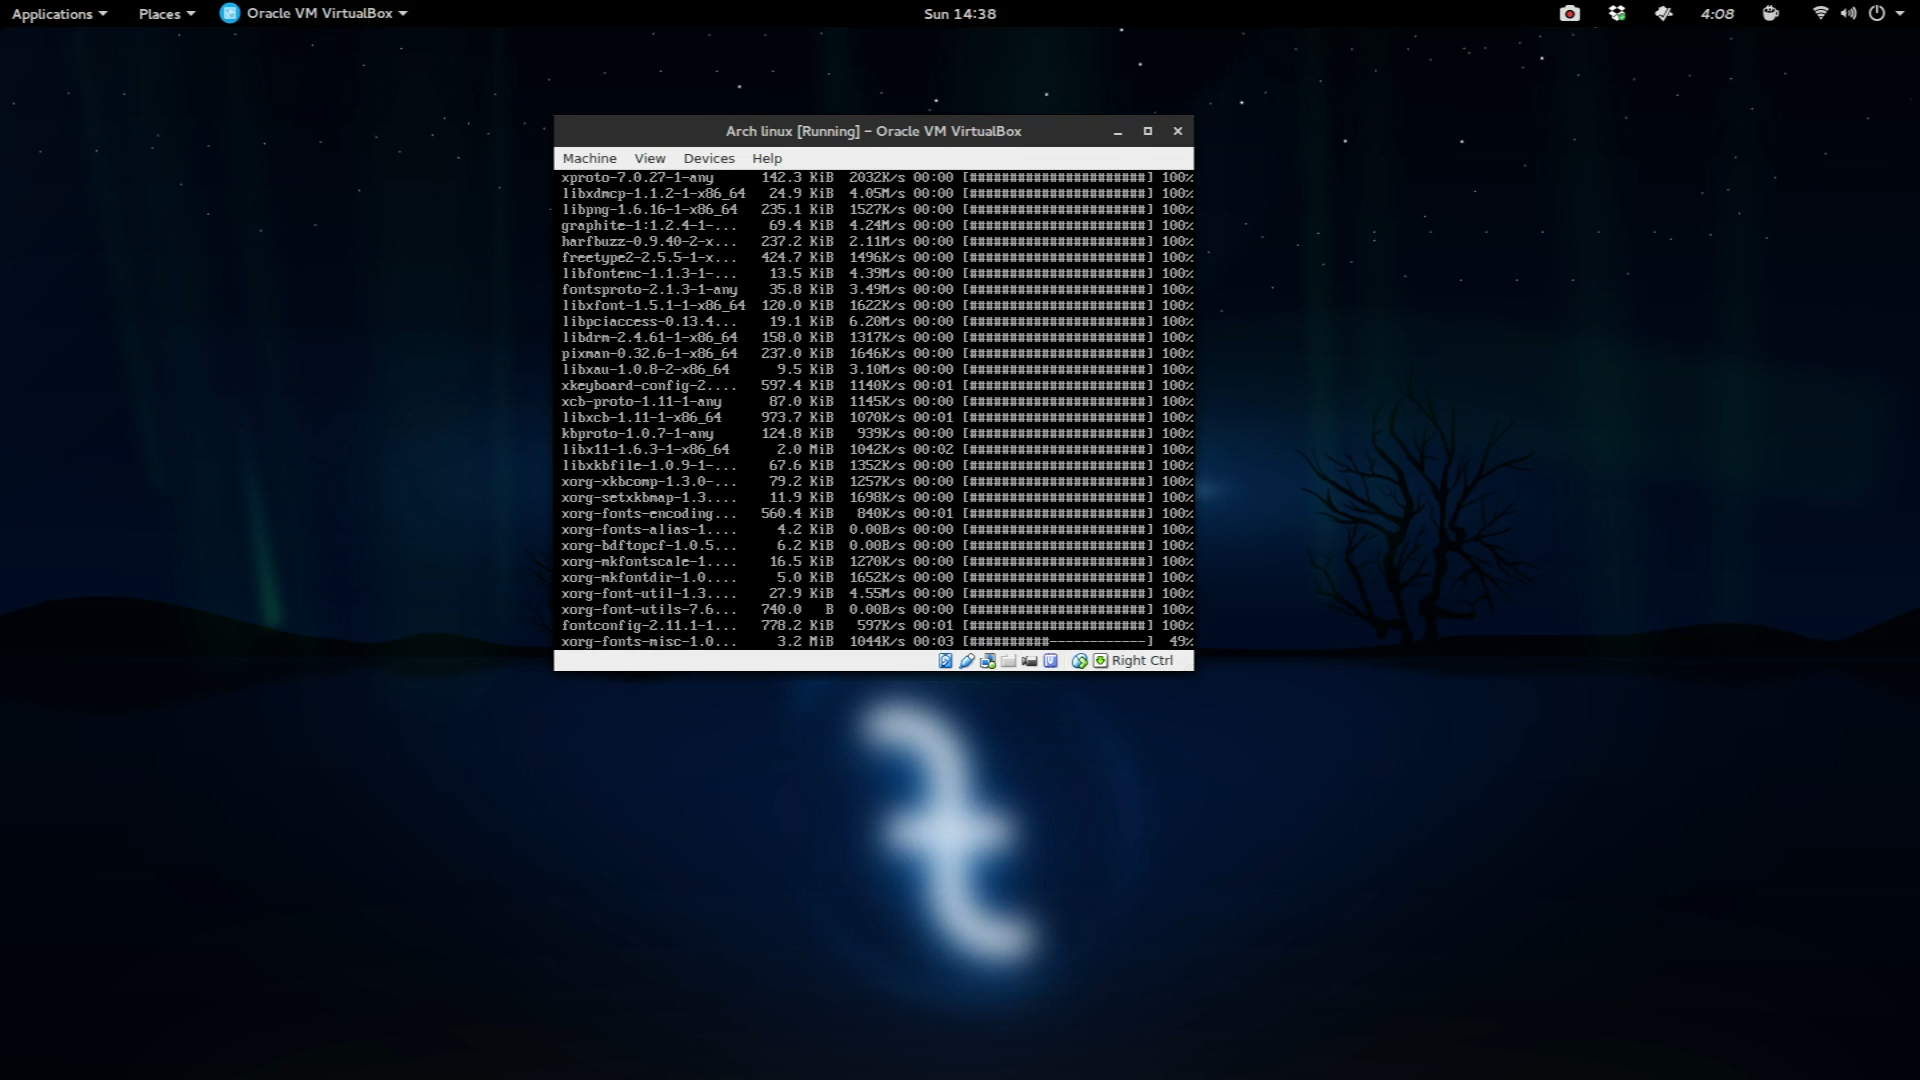 Applications Places Oracle VM VirtualBox Sun 14:38 4:08
Arch linux [Running] - Oracle VM VirtualBox
Machine View Devices Help
xproto-7.0.27-1-any 142.3 KiB 2032K/s 00:00 [######################] 100%
libxdmcp-1.1.2-1-x86_64 24.9 KiB 4.05M/s 00:00 [######################] 100%
libpng-1.6.16-1-x86_64 235.1 KiB 1527K/s 00:00 [######################] 100%
graphite-1:1.2.4-1-... 69.4 KiB 4.24M/s 00:00 [######################] 100%
harfbuzz-0.9.40-2-x... 237.2 KiB 2.11M/s 00:00 [######################] 100%
freetype2-2.5.5-1-x... 424.7 KiB 1496K/s 00:00 [######################] 100%
libfontenc-1.1.3-1-... 13.5 KiB 4.39M/s 00:00 [######################] 100%
fontsproto-2.1.3-1-any 35.8 KiB 3.49M/s 00:00 [######################] 100%
libxfont-1.5.1-1-x86_64 120.0 KiB 1622K/s 00:00 [######################] 100%
libpciaccess-0.13.4... 19.1 KiB 6.20M/s 00:00 [######################] 100%
libdrm-2.4.61-1-x86_64 158.0 KiB 1317K/s 00:00 [######################] 100%
pixman-0.32.6-1-x86_64 237.0 KiB 1646K/s 00:00 [######################] 100%
libxau-1.0.8-2-x86_64 9.5 KiB 3.10M/s 00:00 [######################] 100%
xkeyboard-config-2.... 597.4 KiB 1140K/s 00:01 [######################] 100%
xcb-proto-1.11-1-any 87.0 KiB 1145K/s 00:00 [######################] 100%
libxcb-1.11-1-x86_64 973.7 KiB 1070K/s 00:01 [######################] 100%
kbproto-1.0.7-1-any 124.8 KiB 939K/s 00:00 [######################] 100%
libx11-1.6.3-1-x86_64 2.0 MiB 1042K/s 00:02 [######################] 100%
libxkbfile-1.0.9-1-... 67.6 KiB 1352K/s 00:00 [######################] 100%
xorg-xkbcomp-1.3.0-... 79.2 KiB 1257K/s 00:00 [######################] 100%
xorg-setxkbmap-1.3.... 11.9 KiB 1698K/s 00:00 [######################] 100%
xorg-fonts-encoding... 560.4 KiB 840K/s 00:01 [######################] 100%
xorg-fonts-alias-1.... 4.2 KiB 0.00B/s 00:00 [######################] 100%
xorg-bdftopcf-1.0.5... 6.2 KiB 0.00B/s 00:00 [######################] 100%
xorg-mkfontscale-1.... 16.5 KiB 1270K/s 00:00 [######################] 100%
xorg-mkfontdir-1.0.... 5.0 KiB 1652K/s 00:00 [######################] 100%
xorg-font-util-1.3.... 27.9 KiB 4.55M/s 00:00 [######################] 100%
xorg-font-utils-7.6... 740.0 B 0.00B/s 00:00 [######################] 100%
fontconfig-2.11.1-1... 778.2 KiB 597K/s 00:01 [######################] 100%
xorg-fonts-misc-1.0... 3.2 MiB 1044K/s 00:03 [##########------------] 49%
Right Ctrl